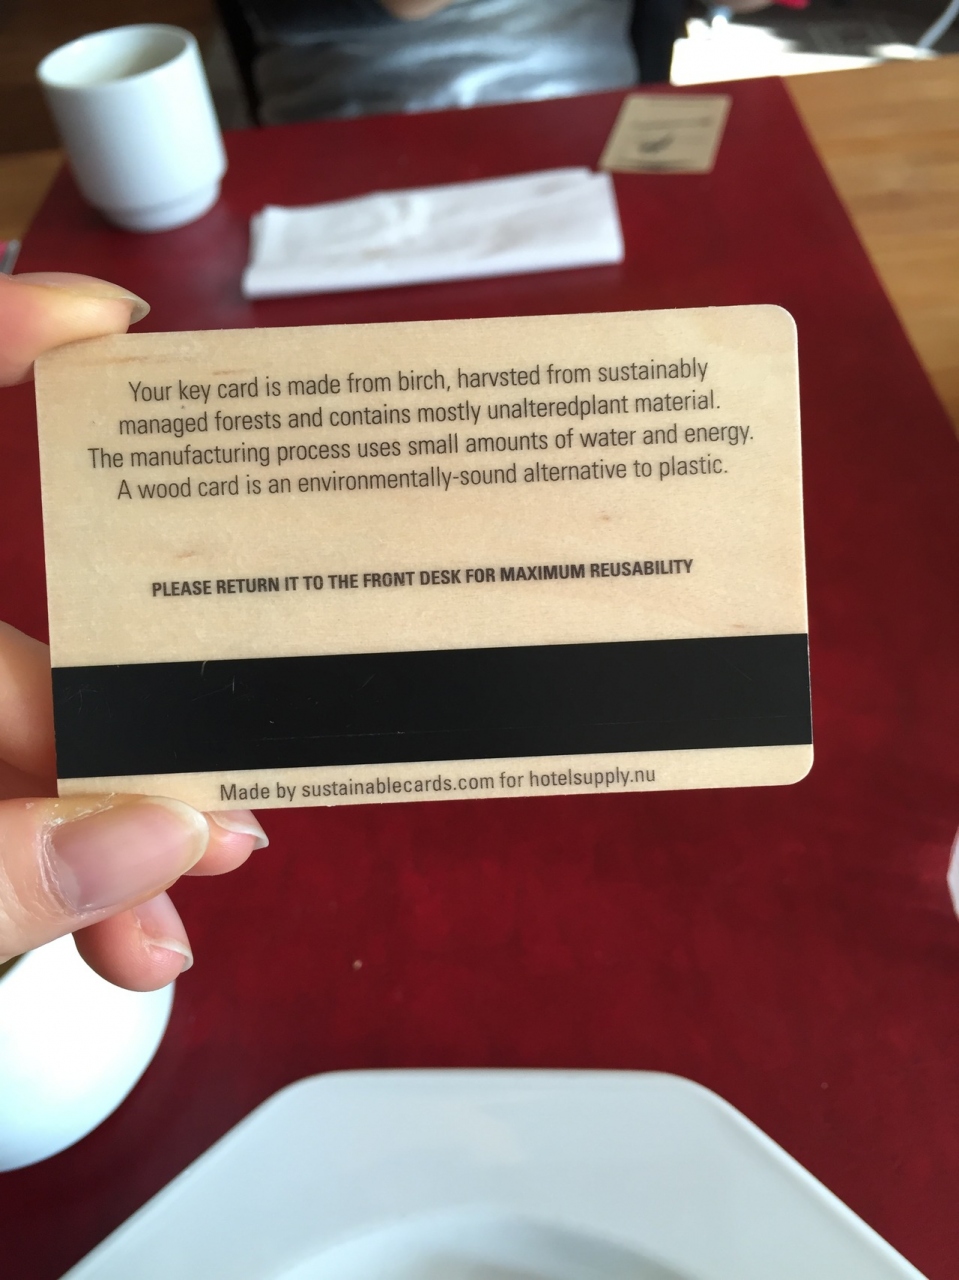 Your key card is made from birch, harvsted from sustainably
managed forests and contains mostly unalteredplant material.
The manufacturing process uses small amounts of water and energy.
A wood card is an environmentally-sound alternative to plastic.
PLEASE RETURN IT TO THE FRONT DESK FOR MAXIMUM REUSABILITY
Made by sustainablecards.com for hotelsupply.nu